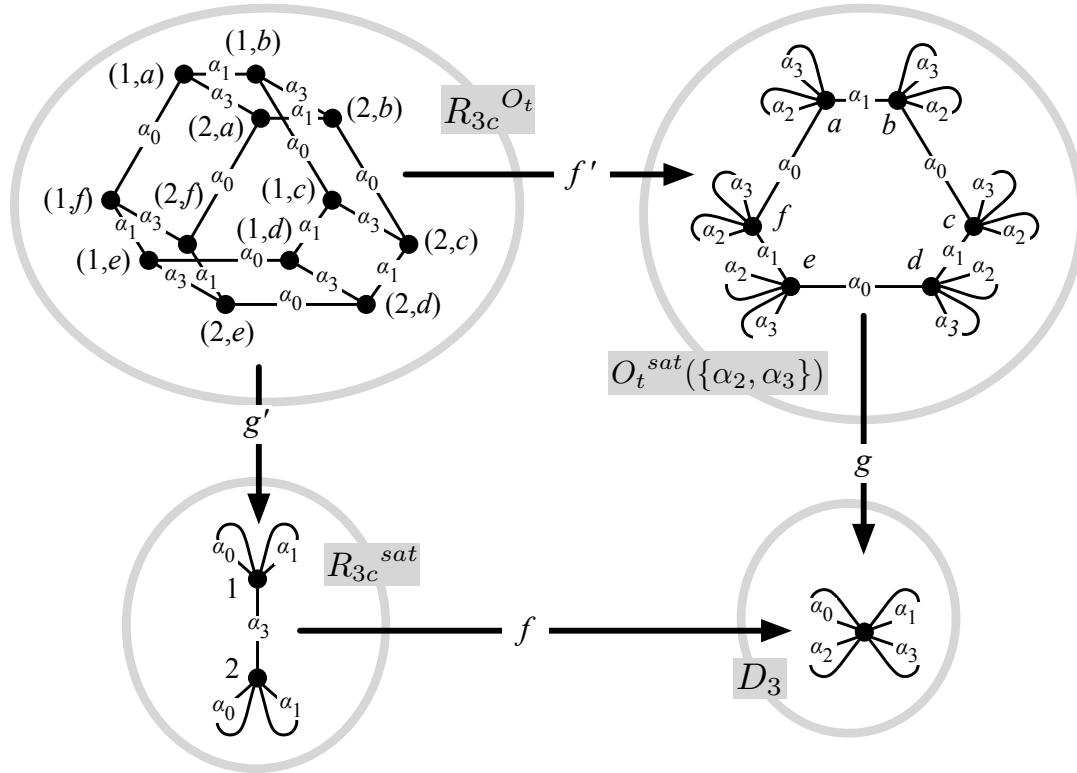 (1,b)
(1,a) α₁ α₃
α₃ α₁ (2,b)
α₀ (2,a) α₀
α₀ α₀
(1,f) (2,f) (1,c)
α₁ α₃ (1,d) α₁ α₃ (2,c)
(1,e) α₀ α₁
α₃ α₁ α₃
α₀ (2,d)
(2,e)
R₃c^Oₜ
f'
α₃ α₃
α₂ α₁ α₂
a b
α₀ α₀
α₃ α₃
α₂ f c α₂
α₁ α₁
α₂ e d α₂
α₀
α₃ α₃
Oₜ^sat({α₂, α₃})
g'
g
α₀ α₁
1
α₃
2
α₀ α₁
R₃c^sat
f
α₀ α₁
α₂ α₃
D₃